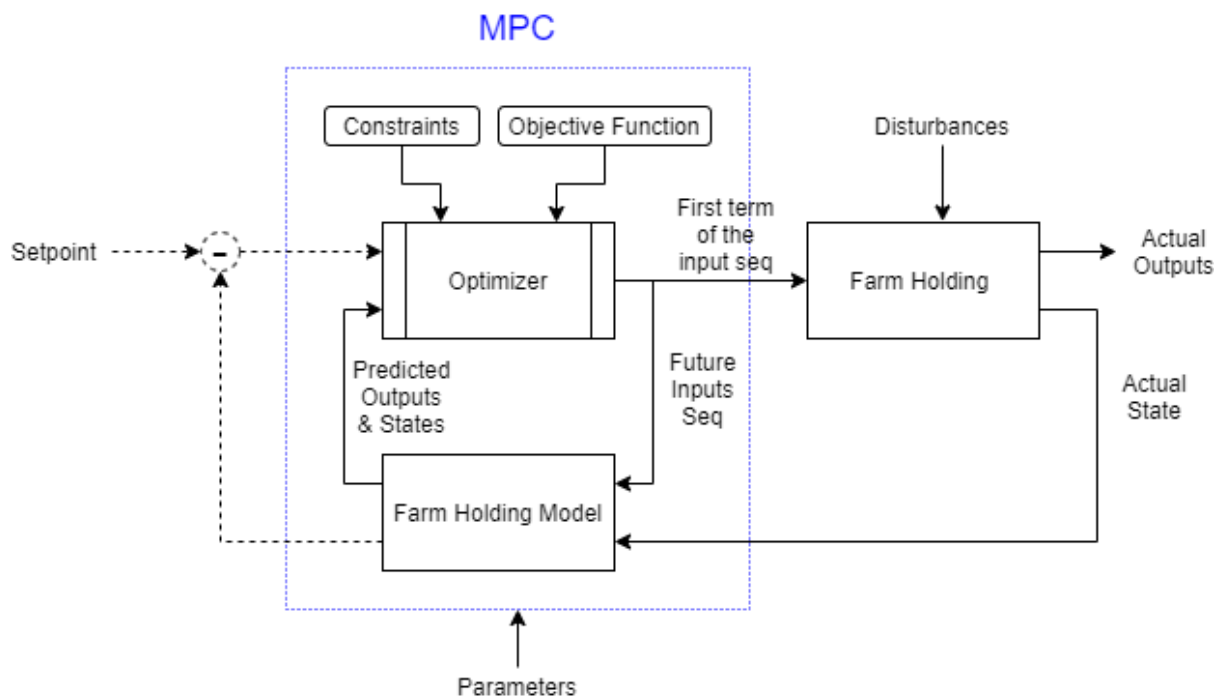 MPC
Constraints
Objective Function
Disturbances
Setpoint
-
Optimizer
First term
of the
input seq
Farm Holding
Actual
Outputs
Predicted
Outputs
& States
Future
Inputs
Seq
Actual
State
Farm Holding Model
Parameters